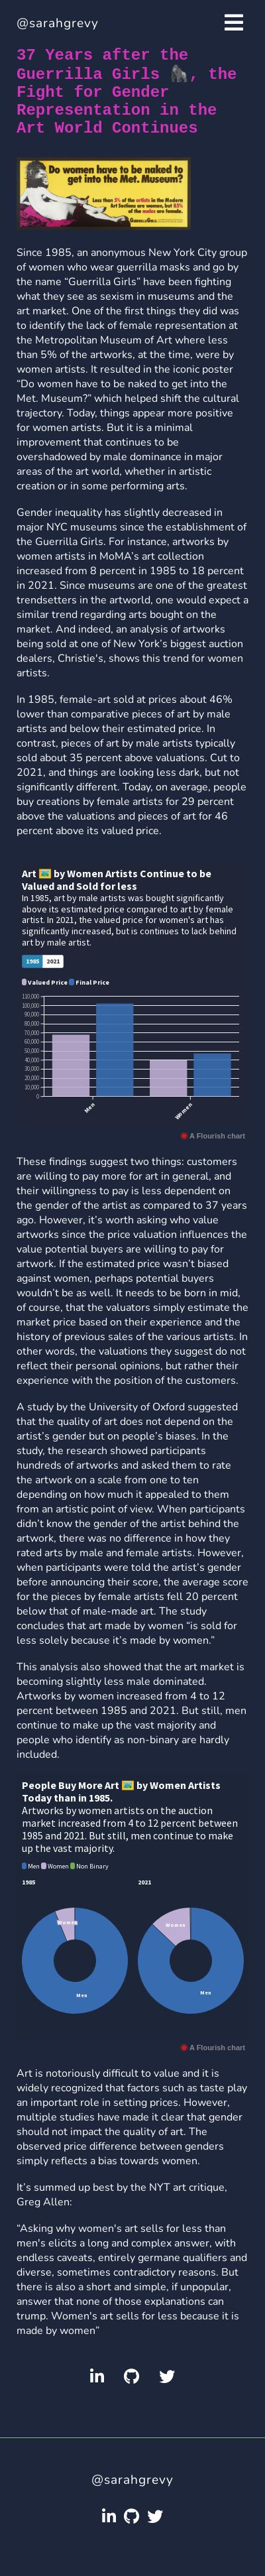 @sarahgrevy
37 Years after the
Guerrilla Girls 🦍, the
Fight for Gender
Representation in the
Art World Continues
Do women have to be naked to
get into the Met. Museum?
Less than 5% of the artists in the Modern
Art Sections are women, but 85%
of the nudes are female.
Since 1985, an anonymous New York City group
of women who wear guerrilla masks and go by
the name “Guerrilla Girls” have been fighting
what they see as sexism in museums and the
art market. One of the first things they did was
to identify the lack of female representation at
the Metropolitan Museum of Art where less
than 5% of the artworks, at the time, were by
women artists. It resulted in the iconic poster
“Do women have to be naked to get into the
Met. Museum?” which helped shift the cultural
trajectory. Today, things appear more positive
for women artists. But it is a minimal
improvement that continues to be
overshadowed by male dominance in major
areas of the art world, whether in artistic
creation or in some performing arts.
Gender inequality has slightly decreased in
major NYC museums since the establishment of
the Guerrilla Girls. For instance, artworks by
women artists in MoMA’s art collection
increased from 8 percent in 1985 to 18 percent
in 2021. Since museums are one of the greatest
trendsetters in the artworld, one would expect a
similar trend regarding arts bought on the
market. And indeed, an analysis of artworks
being sold at one of New York’s biggest auction
dealers, Christie's, shows this trend for women
artists.
In 1985, female-art sold at prices about 46%
lower than comparative pieces of art by male
artists and below their estimated price. In
contrast, pieces of art by male artists typically
sold about 35 percent above valuations. Cut to
2021, and things are looking less dark, but not
significantly different. Today, on average, people
buy creations by female artists for 29 percent
above the valuations and pieces of art for 46
percent above its valued price.
Art 🖼️ by Women Artists Continue to be
Valued and Sold for less
In 1985, art by male artists was bought significantly
above its estimated price compared to art by female
artist. In 2021, the valued price for women's art has
significantly increased, but is continues to lack behind
art by male artist.
1985 2021
Valued Price Final Price
110,000
100,000
90,000
80,000
70,000
60,000
50,000
40,000
30,000
20,000
10,000
0
Men Women
A Flourish chart
These findings suggest two things: customers
are willing to pay more for art in general, and
their willingness to pay is less dependent on
the gender of the artist as compared to 37 years
ago. However, it’s worth asking who value
artworks since the price valuation influences the
value potential buyers are willing to pay for
artwork. If the estimated price wasn’t biased
against women, perhaps potential buyers
wouldn’t be as well. It needs to be born in mid,
of course, that the valuators simply estimate the
market price based on their experience and the
history of previous sales of the various artists. In
other words, the valuations they suggest do not
reflect their personal opinions, but rather their
experience with the position of the customers.
A study by the University of Oxford suggested
that the quality of art does not depend on the
artist’s gender but on people’s biases. In the
study, the research showed participants
hundreds of artworks and asked them to rate
the artwork on a scale from one to ten
depending on how much it appealed to them
from an artistic point of view. When participants
didn’t know the gender of the artist behind the
artwork, there was no difference in how they
rated arts by male and female artists. However,
when participants were told the artist’s gender
before announcing their score, the average score
for the pieces by female artists fell 20 percent
below that of male-made art. The study
concludes that art made by women “is sold for
less solely because it’s made by women.”
This analysis also showed that the art market is
becoming slightly less male dominated.
Artworks by women increased from 4 to 12
percent between 1985 and 2021. But still, men
continue to make up the vast majority and
people who identify as non-binary are hardly
included.
People Buy More Art 🖼️ by Women Artists
Today than in 1985.
Artworks by women artists on the auction
market increased from 4 to 12 percent between
1985 and 2021. But still, men continue to make
up the vast majority.
Men Women Non Binary
1985 2021
Women
Men
Women
Men
A Flourish chart
Art is notoriously difficult to value and it is
widely recognized that factors such as taste play
an important role in setting prices. However,
multiple studies have made it clear that gender
should not impact the quality of art. The
observed price difference between genders
simply reflects a bias towards women.
It’s summed up best by the NYT art critique,
Greg Allen:
“Asking why women's art sells for less than
men's elicits a long and complex answer, with
endless caveats, entirely germane qualifiers and
diverse, sometimes contradictory reasons. But
there is also a short and simple, if unpopular,
answer that none of those explanations can
trump. Women's art sells for less because it is
made by women”
@sarahgrevy